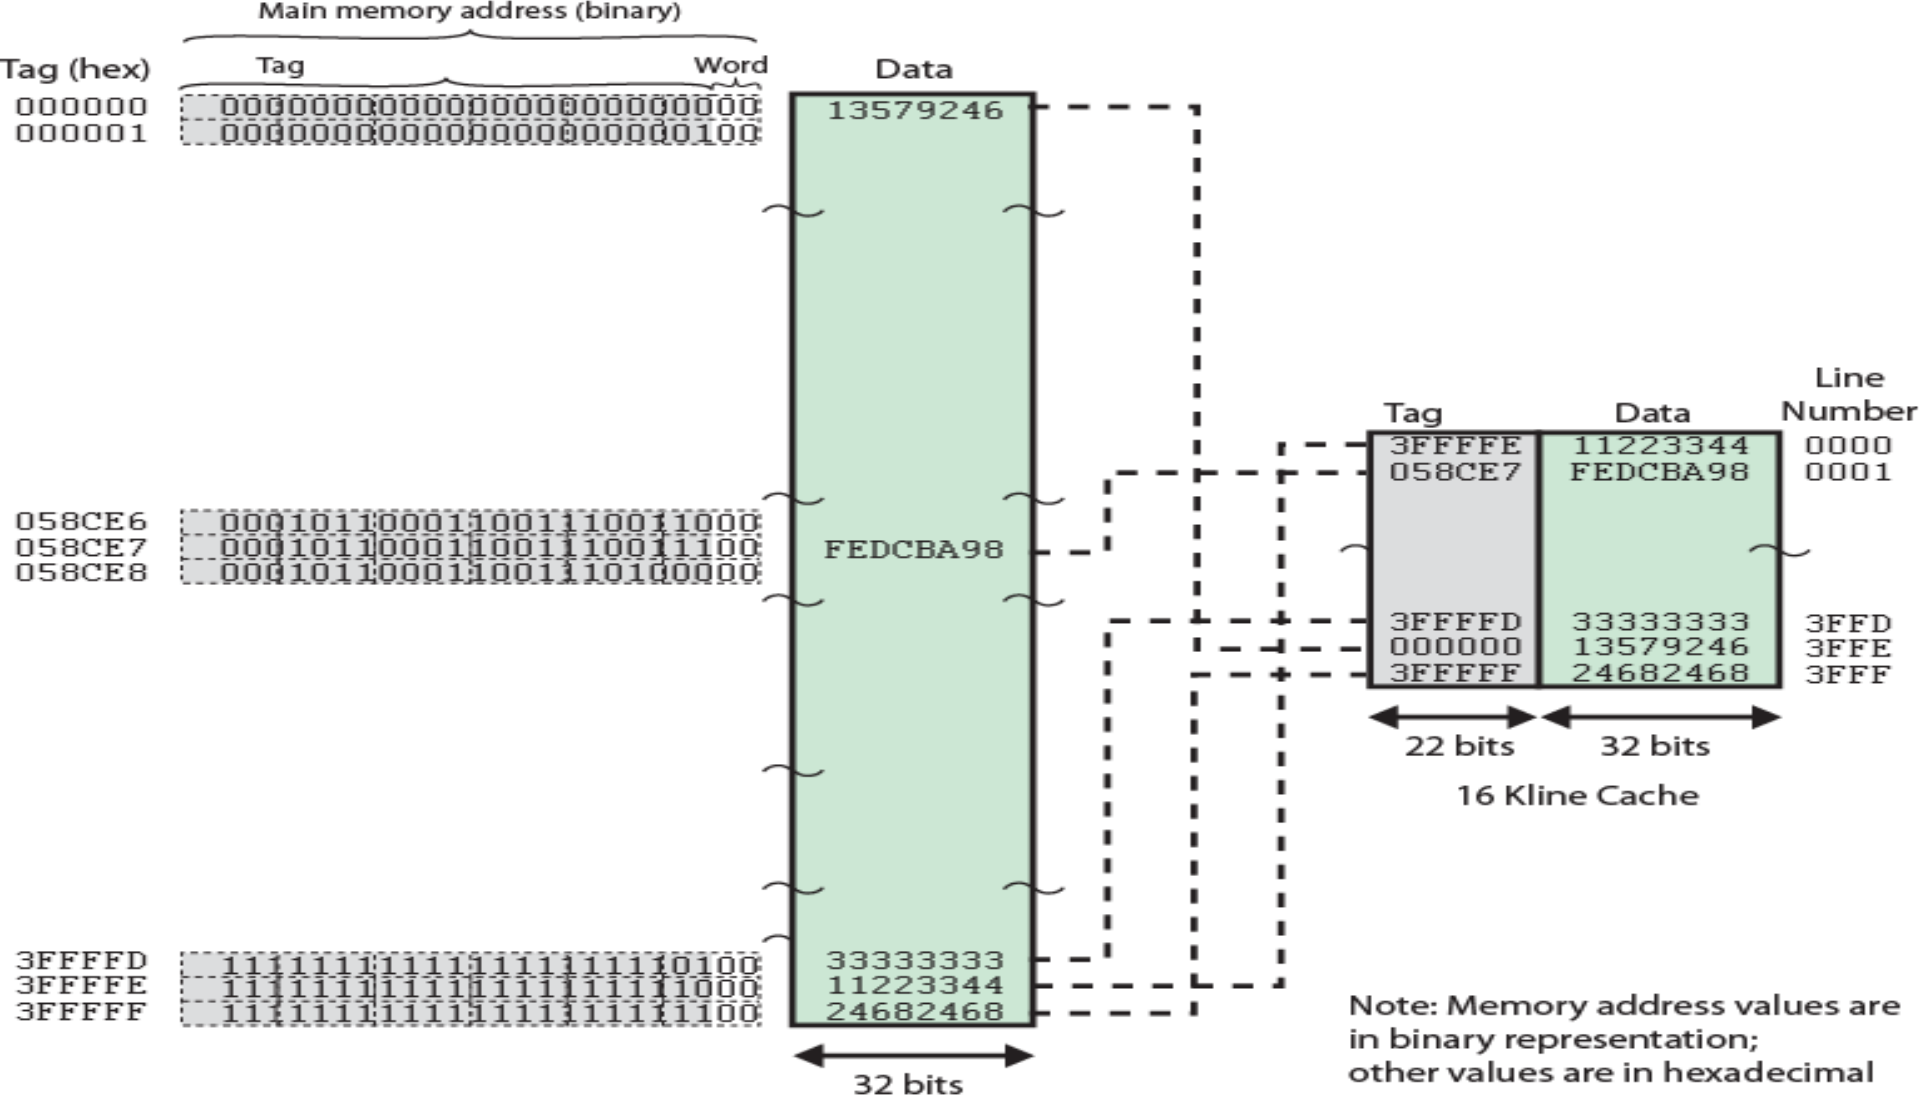 Main memory address (binary)
Tag (hex) Tag Word Data
000000 000000000000000000000000 13579246
000001 000000000000000000000100
Line
Number
Tag Data
3FFFFE 11223344 0000
058CE7 FEDCBA98 0001
058CE6 000101100011001110011000
058CE7 000101100011001110011100 FEDCBA98
058CE8 000101100011001110100000
3FFFFD 33333333 3FFD
000000 13579246 3FFE
3FFFFF 24682468 3FFF
22 bits 32 bits
16 Kline Cache
3FFFFD 111111111111111111110100 33333333
3FFFFE 111111111111111111111000 11223344
3FFFFF 111111111111111111111100 24682468
32 bits
Note: Memory address values are
in binary representation;
other values are in hexadecimal